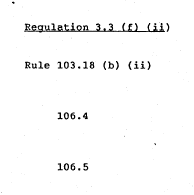 Regulation 3.3 (f) (ii)
Rule 103.18 (b) (ii)
106.4
106.5